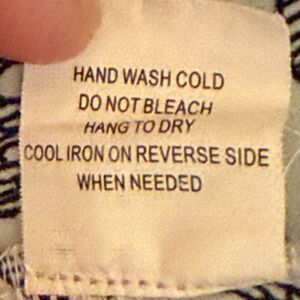 HAND WASH COLD
DO NOT BLEACH
HANG TO DRY
COOL IRON ON REVERSE SIDE
WHEN NEEDED